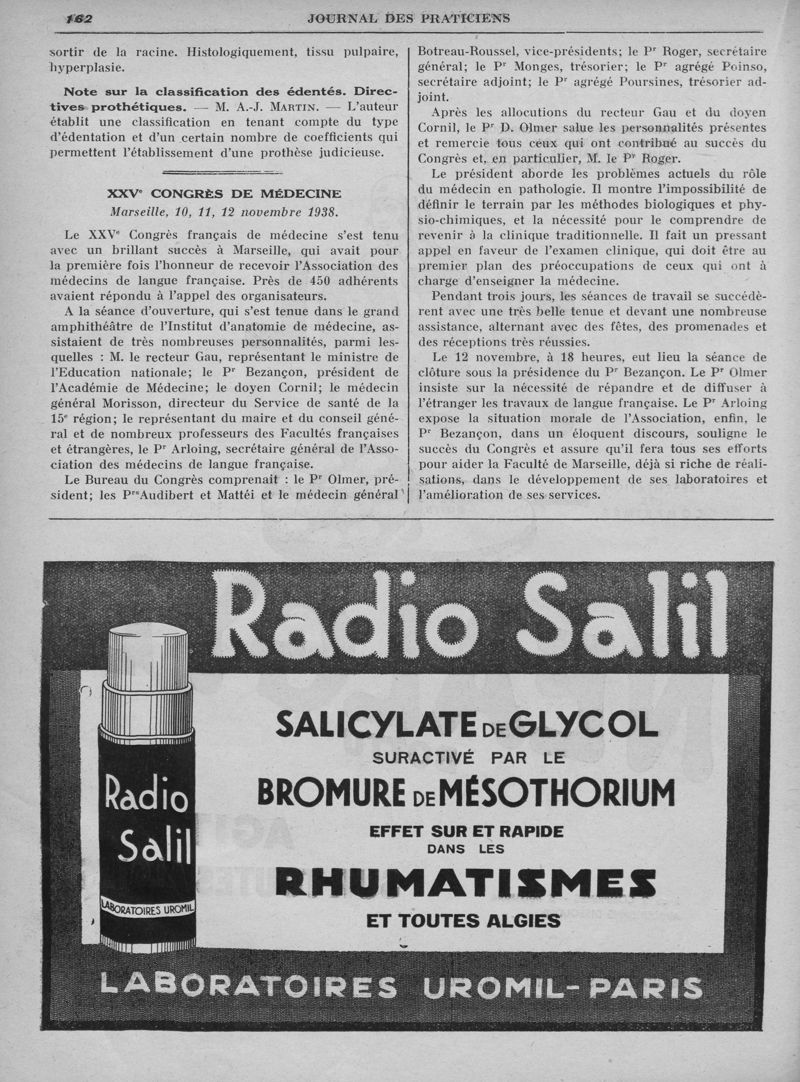 162 JOURNAL DES PRATICIENS
sortir de la racine. Histologiquement, tissu pulpaire,
hyperplasie.
Note sur la classification des édentés. Direc-
tives prothétiques. — M. A.-J. MARTIN. — L'auteur
établit une classification en tenant compte du type
d'édentation et d'un certain nombre de coefficients qui
permettent l'établissement d'une prothèse judicieuse.
XXVe CONGRÈS DE MÉDECINE
Marseille, 10, 11, 12 novembre 1938.
Le XXVe Congrès français de médecine s'est tenu
avec un brillant succès à Marseille, qui avait pour
la première fois l'honneur de recevoir l'Association des
médecins de langue française. Près de 450 adhérents
avaient répondu à l'appel des organisateurs.
A la séance d'ouverture, qui s'est tenue dans le grand
amphithéâtre de l'Institut d'anatomie de médecine, as-
sistaient de très nombreuses personnalités, parmi les-
quelles : M. le recteur Gau, représentant le ministre de
l'Education nationale; le Pr Bezançon, président de
l'Académie de Médecine; le doyen Cornil; le médecin
général Morisson, directeur du Service de santé de la
15e région; le représentant du maire et du conseil géné-
ral et de nombreux professeurs des Facultés françaises
et étrangères, le Pr Arloing, secrétaire général de l'Asso-
ciation des médecins de langue française.
Le Bureau du Congrès comprenait : le Pr Olmer, pré-
sident; les Prs Audibert et Mattéi et le médecin général
Botreau-Roussel, vice-présidents; le Pr Roger, secrétaire
général; le Pr Monges, trésorier; le Pr agrégé Poinso,
secrétaire adjoint; le Pr agrégé Poursines, trésorier ad-
joint.
Après les allocutions du recteur Gau et du doyen
Cornil, le Pr D. Olmer salue les personnalités présentes
et remercie tous ceux qui ont contribué au succès du
Congrès et, en particulier, M. le Pr Roger.
Le président aborde les problèmes actuels du rôle
du médecin en pathologie. Il montre l'impossibilité de
définir le terrain par les méthodes biologiques et phy-
sio-chimiques, et la nécessité pour le comprendre de
revenir à la clinique traditionnelle. Il fait un pressant
appel en faveur de l'examen clinique, qui doit être au
premier plan des préoccupations de ceux qui ont à
charge d'enseigner la médecine.
Pendant trois jours, les séances de travail se succédè-
rent avec une très belle tenue et devant une nombreuse
assistance, alternant avec des fêtes, des promenades et
des réceptions très réussies.
Le 12 novembre, à 18 heures, eut lieu la séance de
clôture sous la présidence du Pr Bezançon. Le Pr Olmer
insiste sur la nécessité de répandre et de diffuser à
l'étranger les travaux de langue française. Le Pr Arloing
expose la situation morale de l'Association, enfin, le
Pr Bezançon, dans un éloquent discours, souligne le
succès du Congrès et assure qu'il fera tous ses efforts
pour aider la Faculté de Marseille, déjà si riche de réali-
sations, dans le développement de ses laboratoires et
l'amélioration de ses services.
Radio Salil
SALICYLATE DE GLYCOL
SURACTIVÉ PAR LE
BROMURE DE MÉSOTHORIUM
EFFET SUR ET RAPIDE
DANS LES
RHUMATISMES
ET TOUTES ALGIES
Radio
Salil
LABORATOIRES UROMIL
LABORATOIRES UROMIL-PARIS